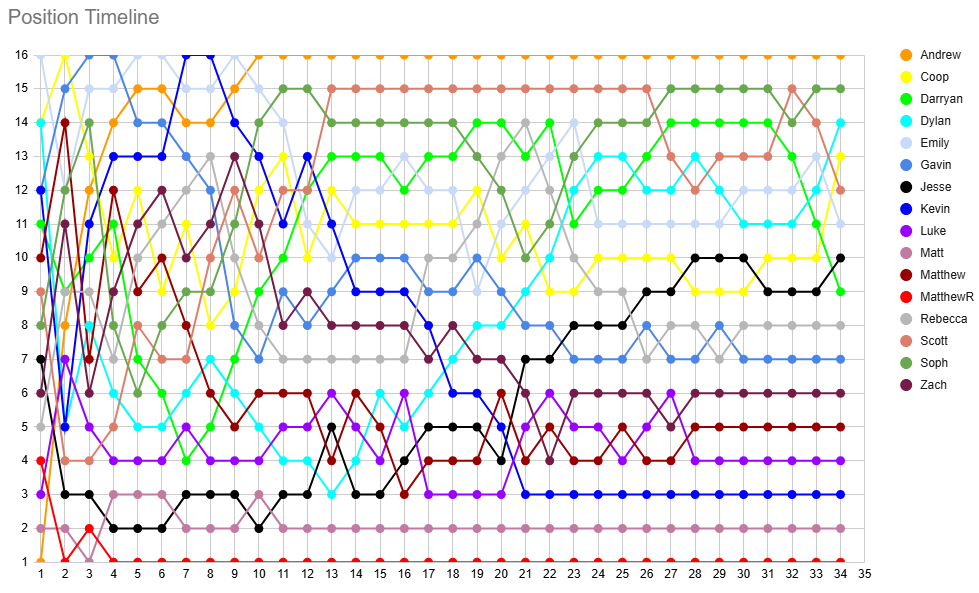 Position Timeline
16
15
14
13
12
11
10
9
8
7
6
5
4
3
2
1
1 2 3 4 5 6 7 8 9 10 11 12 13 14 15 16 17 18 19 20 21 22 23 24 25 26 27 28 29 30 31 32 33 34 35
Andrew
Coop
Darryan
Dylan
Emily
Gavin
Jesse
Kevin
Luke
Matt
Matthew
MatthewR
Rebecca
Scott
Soph
Zach